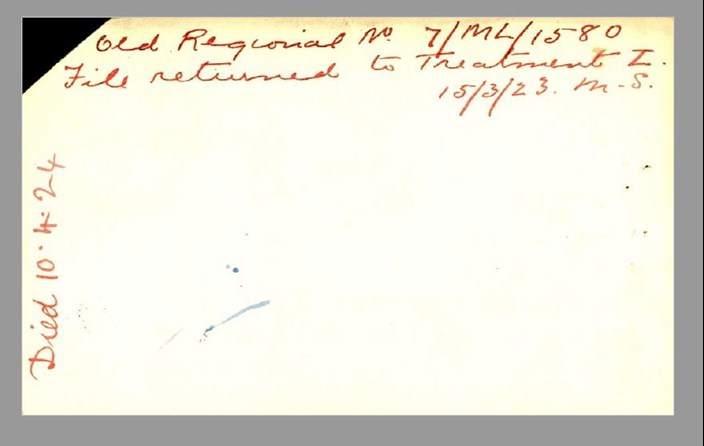 Old Regional No 7/ML/1580
File returned to Treatment I.
15/3/23. M-S.
Died 10.4.24